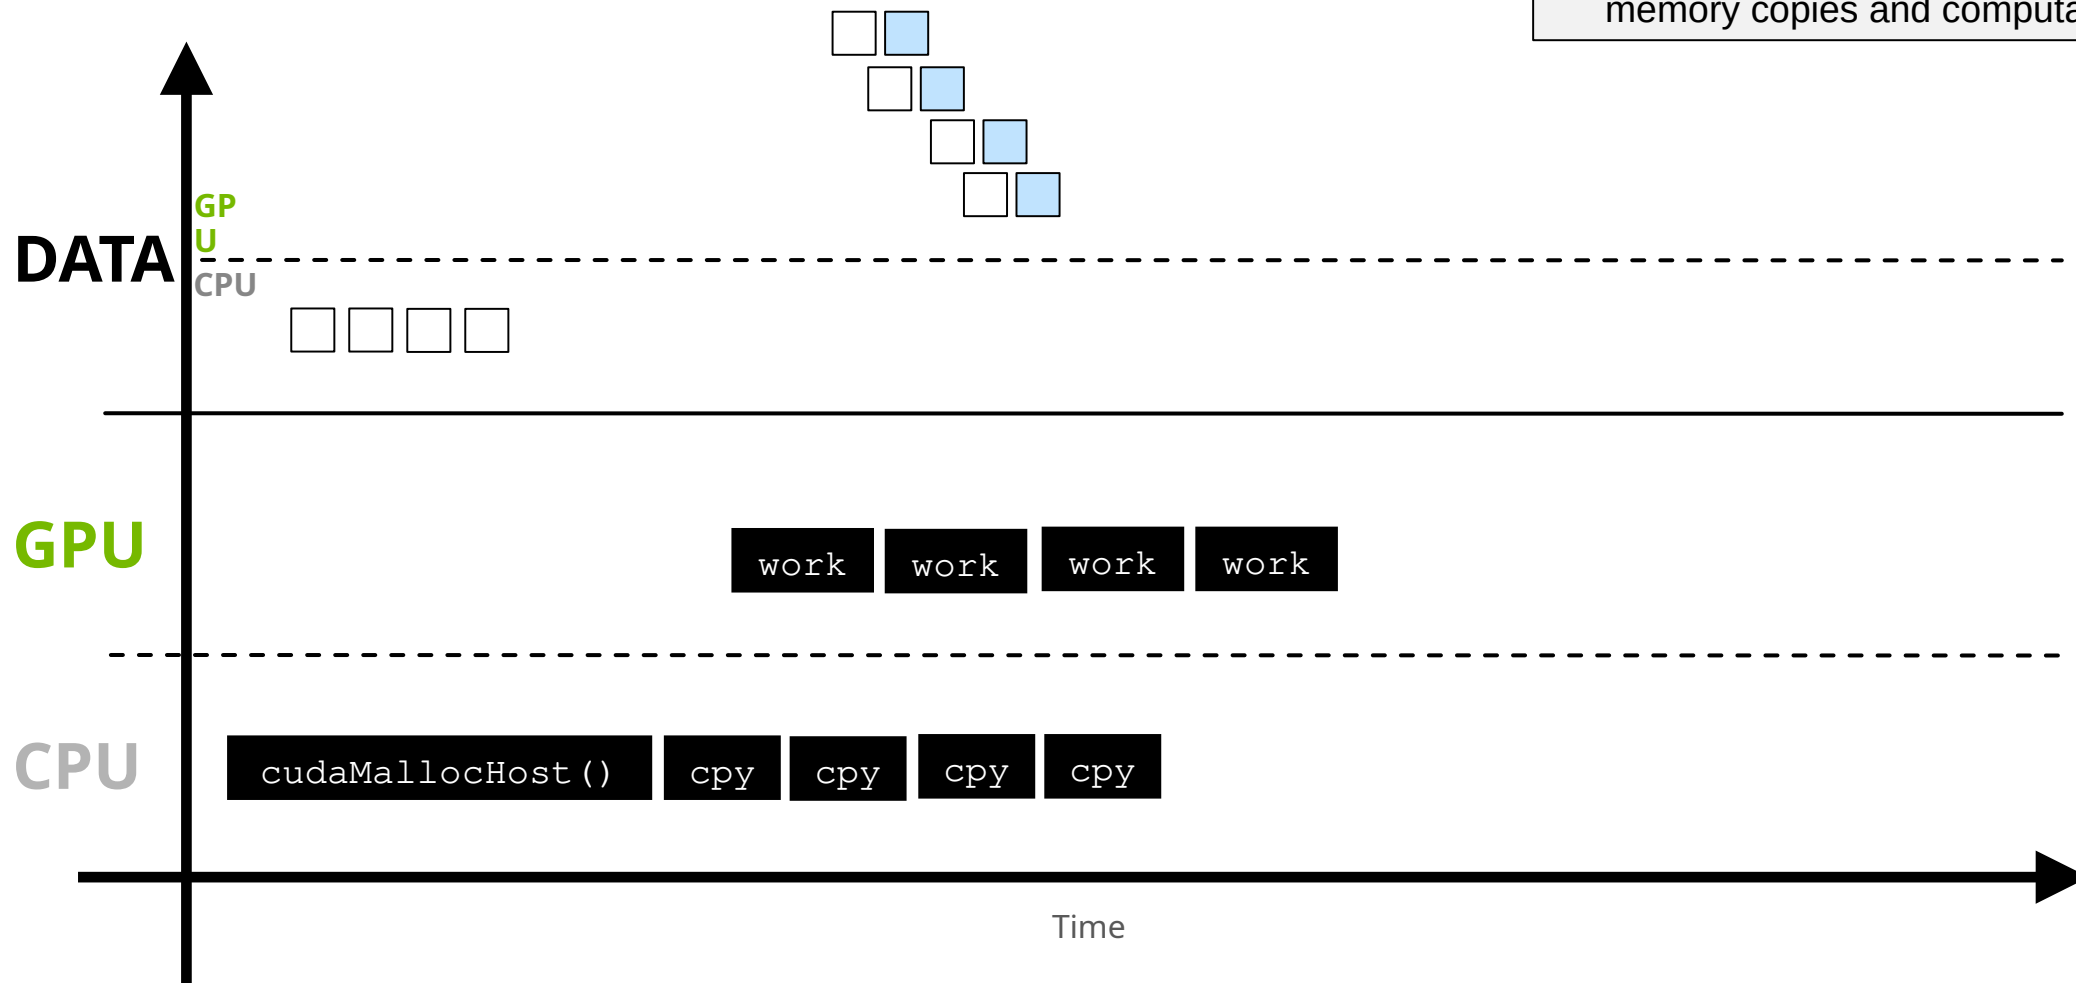 memory copies and computa
GP
U
DATA
CPU
GPU
work work work work
CPU
cudaMallocHost() cpy cpy cpy cpy
Time